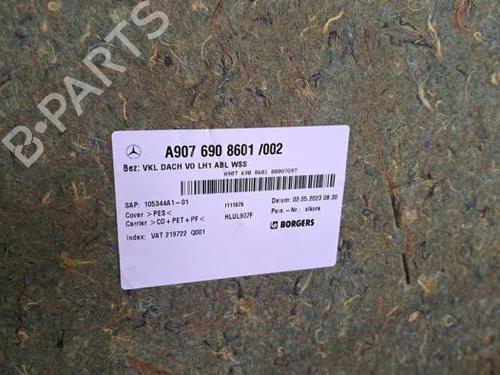 A907 690 8601 /002
Bez: VKL DACH VO LH1 ABL WSS
A907 690 8601 00007097
SAP: 105344A1-01
Cover >PES<
Carrier >CO+PET+PF<
Index: VAT 219722 Q001
HLUL907F
Datum: 02.05.2023 08:30
Pers.-Nr.: sikora
BORGERS
B-PARTS